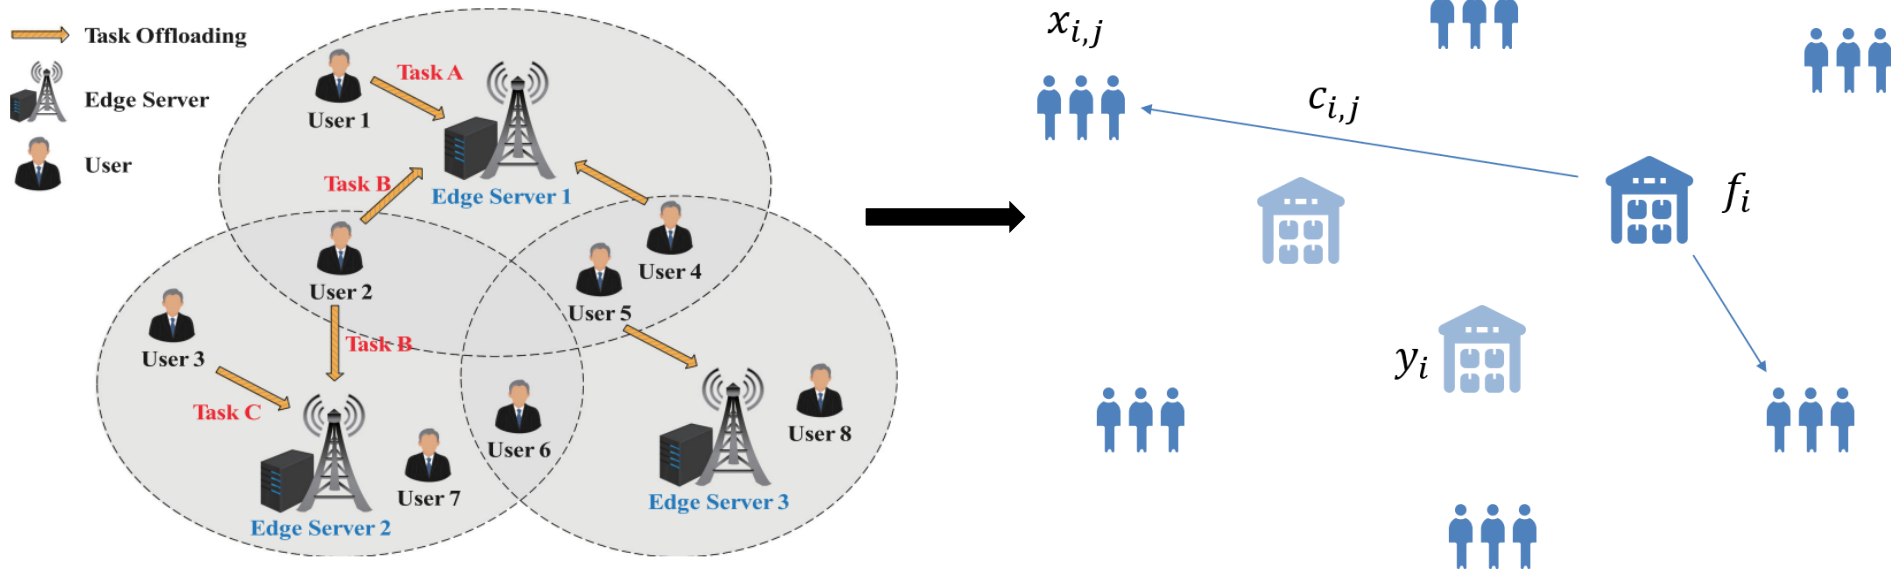 Task Offloading
Edge Server
User
Task A
User 1
Task B
Edge Server 1
User 2
User 4
User 5
User 3
Task B
Task C
User 6
User 7
User 8
Edge Server 2
Edge Server 3
x_{i,j}
c_{i,j}
f_i
y_i